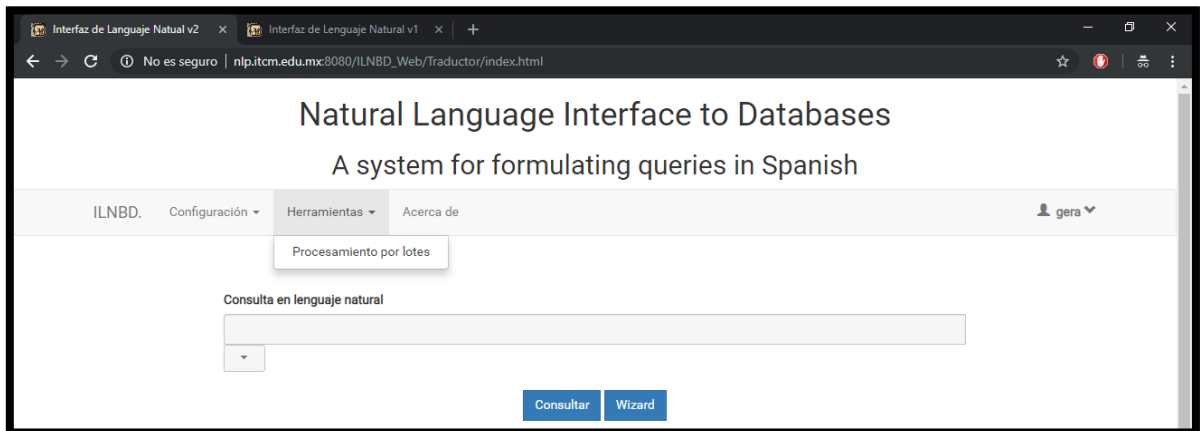 Interfaz de Lenguaje Natual v2 Interfaz de Lenguaje Natural v1
No es seguro | nlp.itcm.edu.mx:8080/ILNBD_Web/Traductor/index.html
Natural Language Interface to Databases
A system for formulating queries in Spanish
ILNBD. Configuración Herramientas Acerca de gera
Procesamiento por lotes
Consulta en lenguaje natural
Consultar Wizard